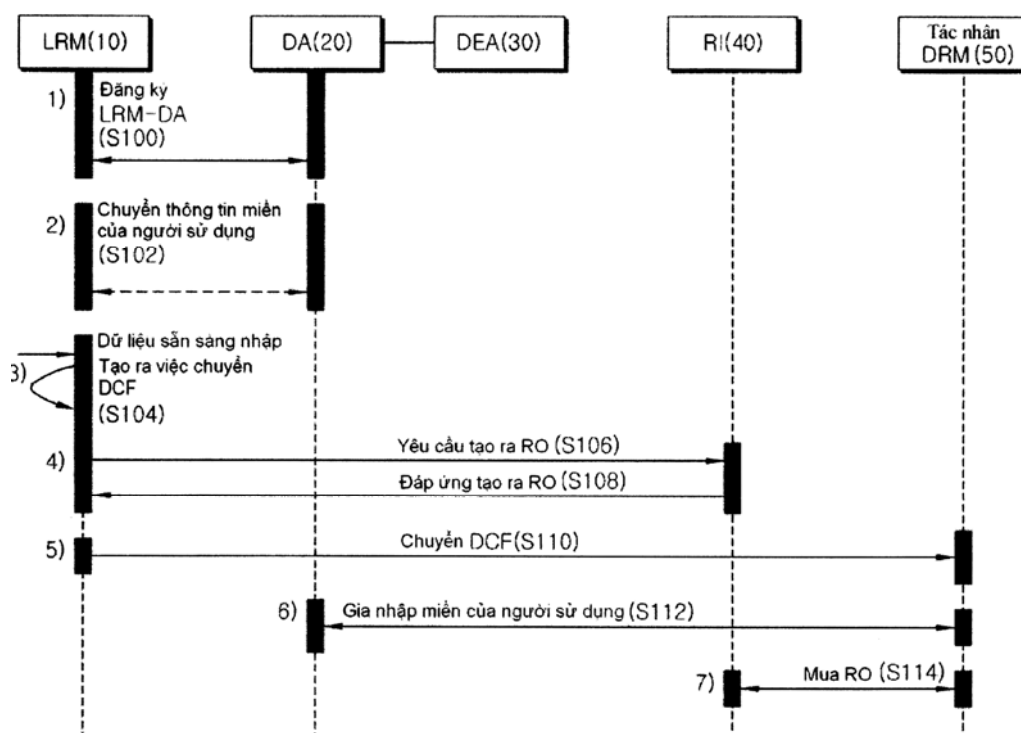 LRM(10)
DA(20)
DEA(30)
RI(40)
Tác nhân
DRM(50)
1) Đăng ký
LRM-DA
(S100)
2) Chuyển thông tin miền
của người sử dụng
(S102)
Dữ liệu sẵn sàng nhập
3) Tạo ra việc chuyển
DCF
(S104)
4) Yêu cầu tạo ra RO (S106)
Đáp ứng tạo ra RO (S108)
5) Chuyển DCF(S110)
6) Gia nhập miền của người sử dụng (S112)
7) Mua RO (S114)